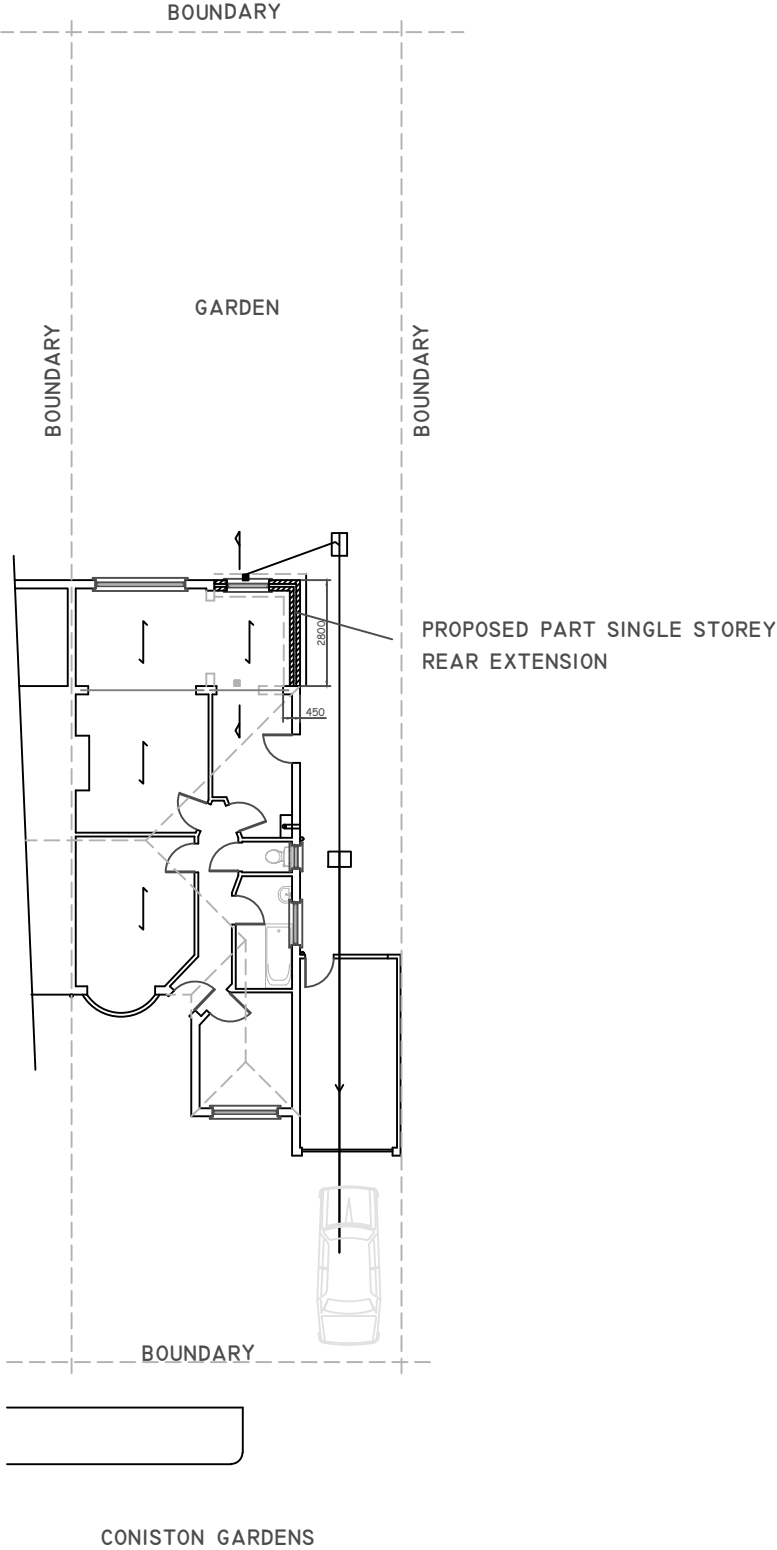 BOUNDARY
GARDEN
BOUNDARY
BOUNDARY
PROPOSED PART SINGLE STOREY
REAR EXTENSION
2800
450
BOUNDARY
CONISTON GARDENS